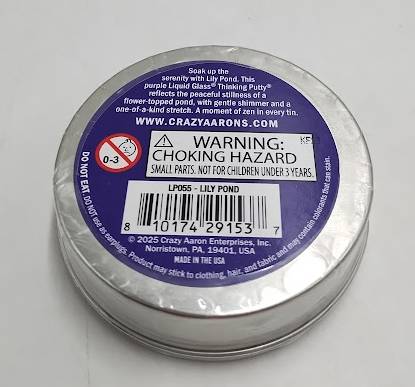 Soak up the
serenity with Lily Pond. This
purple Liquid Glass® Thinking Putty®
reflects the peaceful stillness of a
flower-topped pond, with gentle shimmer and a
one-of-a-kind stretch. A moment of zen in every tin.
WWW.CRAZYAARONS.COM
0-3
WARNING:
CHOKING HAZARD
SMALL PARTS. NOT FOR CHILDREN UNDER 3 YEARS.
LP055 - LILY POND
8 10174 29153 7
© 2025 Crazy Aaron Enterprises, Inc.
Norristown, PA, 19401, USA
MADE IN THE USA
DO NOT EAT. DO NOT use as earplugs. Product may stick to clothing, hair, and fabric and may contain colorants that can stain.